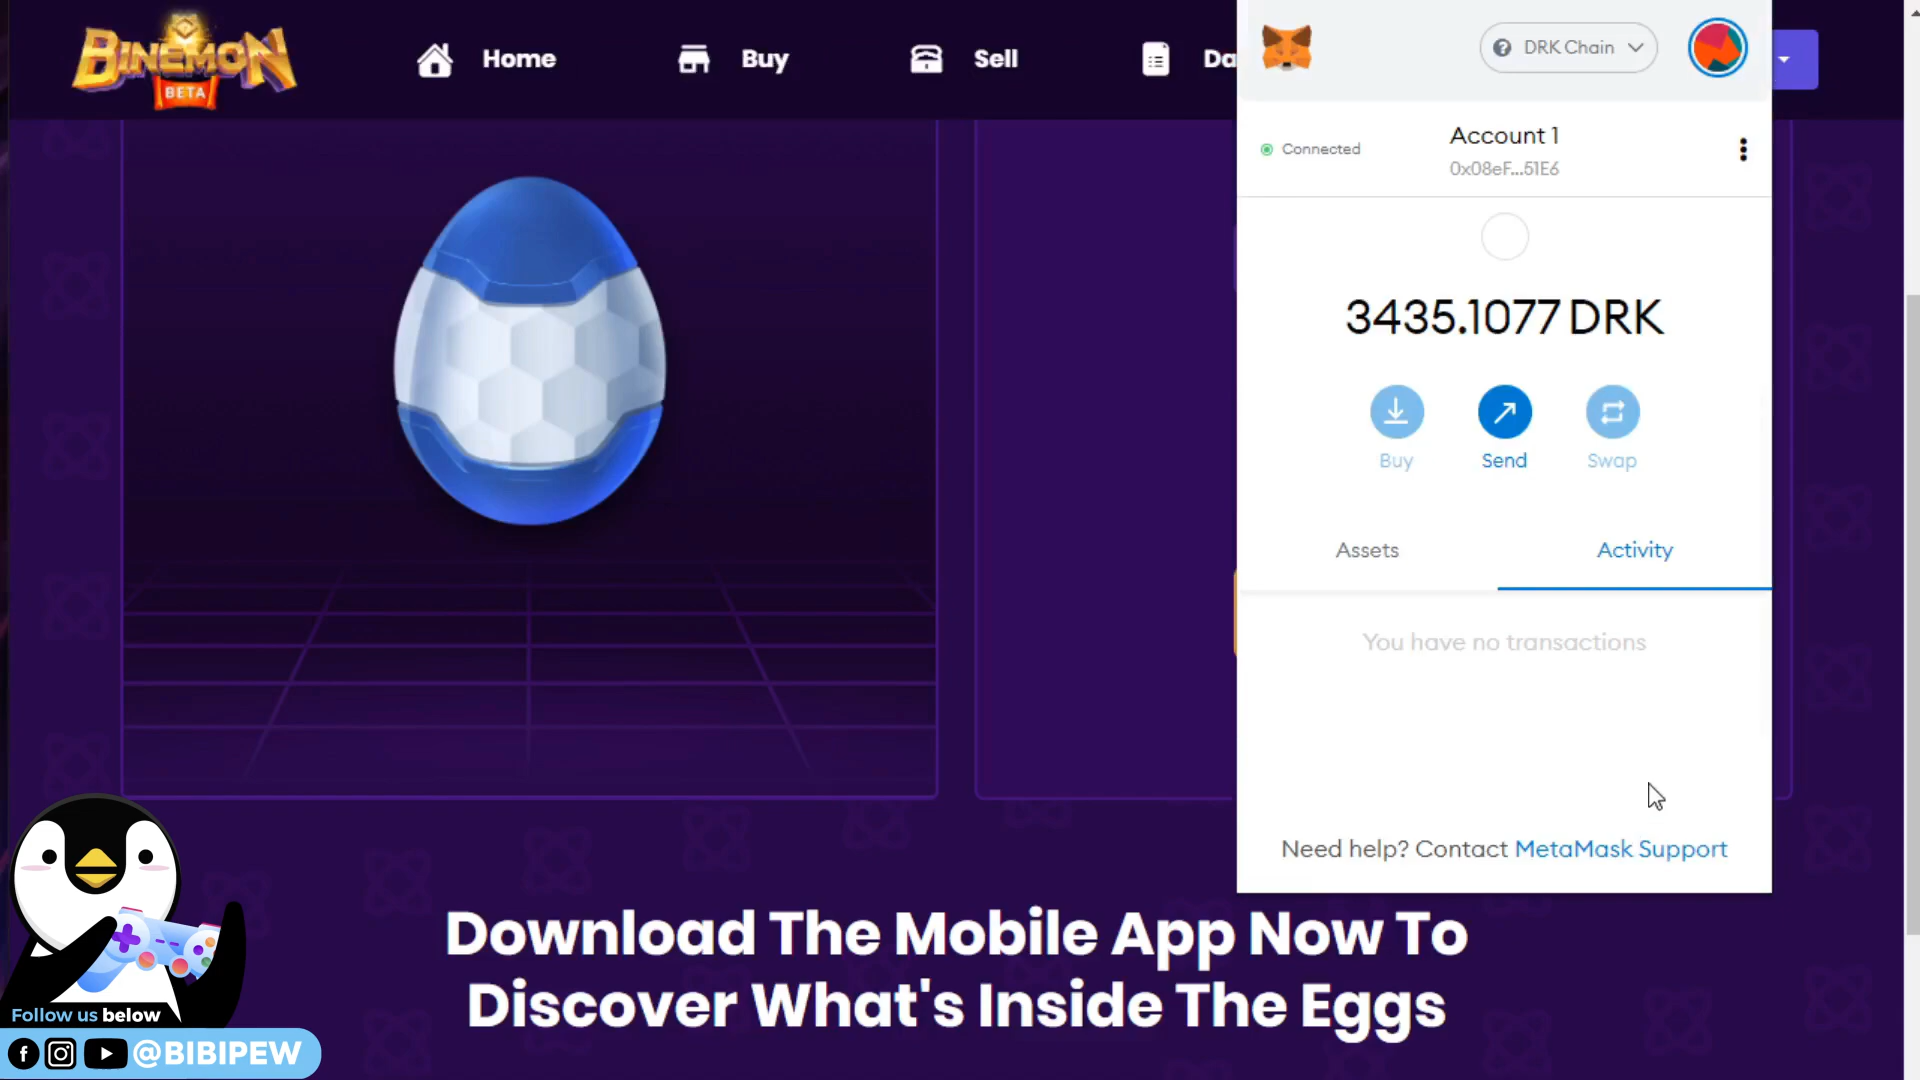 BINEMON
BETA
Home
Buy
Sell
Da
DRK Chain
Connected
Account 1
0x08eF...51E6
3435.1077 DRK
Buy
Send
Swap
Assets
Activity
You have no transactions
Need help? Contact MetaMask Support
Download The Mobile App Now To
Discover What's Inside The Eggs
Follow us below
@BIBIPEW